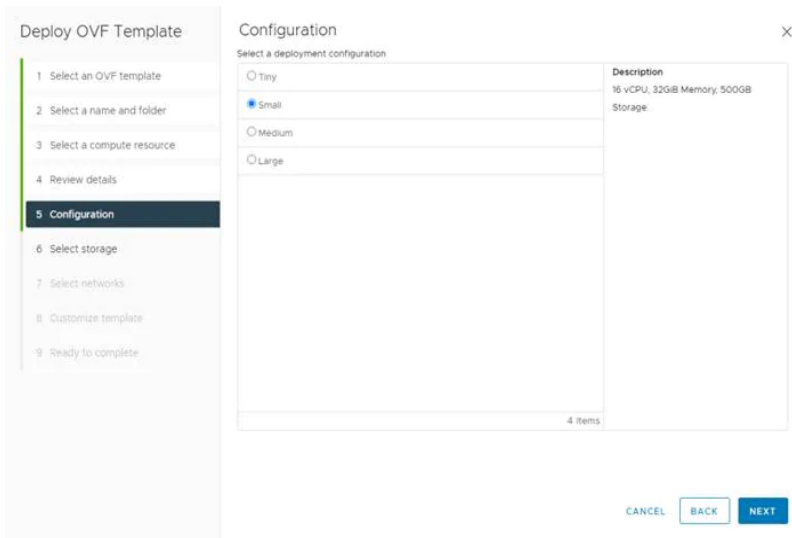 Deploy OVF Template
1 Select an OVF template
2 Select a name and folder
3 Select a compute resource
4 Review details
5 Configuration
6 Select storage
7 Select networks
8 Customize template
9 Ready to complete
Configuration
Select a deployment configuration
Tiny
Small
Medium
Large
4 items
Description
16 vCPU, 32GiB Memory, 500GB
Storage
CANCEL
BACK
NEXT